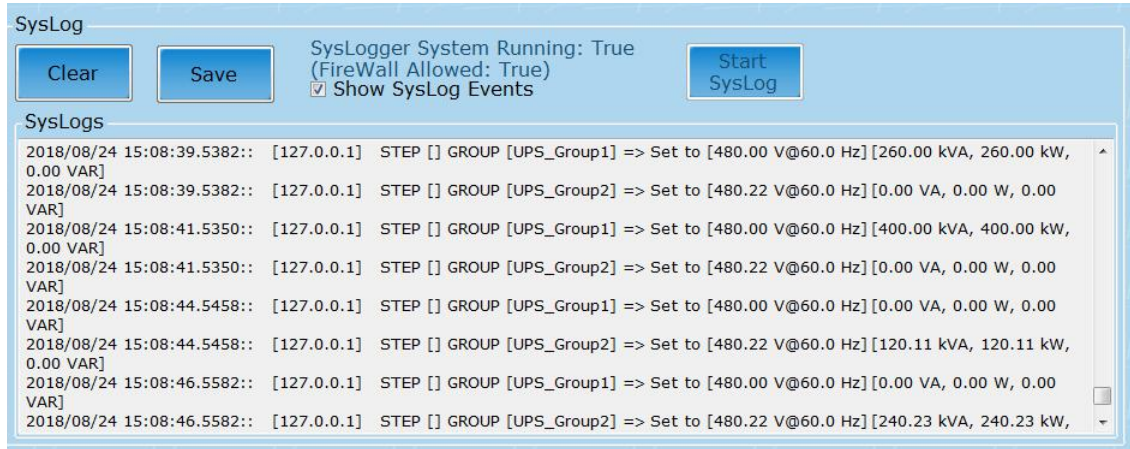 SysLog
Clear
Save
SysLogger System Running: True
(FireWall Allowed: True)
Show SysLog Events
Start
SysLog
SysLogs
2018/08/24 15:08:39.5382:: [127.0.0.1] STEP [] GROUP [UPS_Group1] => Set to [480.00 V@60.0 Hz] [260.00 kVA, 260.00 kW,
0.00 VAR]
2018/08/24 15:08:39.5382:: [127.0.0.1] STEP [] GROUP [UPS_Group2] => Set to [480.22 V@60.0 Hz] [0.00 VA, 0.00 W, 0.00
VAR]
2018/08/24 15:08:41.5350:: [127.0.0.1] STEP [] GROUP [UPS_Group1] => Set to [480.00 V@60.0 Hz] [400.00 kVA, 400.00 kW,
0.00 VAR]
2018/08/24 15:08:41.5350:: [127.0.0.1] STEP [] GROUP [UPS_Group2] => Set to [480.22 V@60.0 Hz] [0.00 VA, 0.00 W, 0.00
VAR]
2018/08/24 15:08:44.5458:: [127.0.0.1] STEP [] GROUP [UPS_Group1] => Set to [480.00 V@60.0 Hz] [0.00 VA, 0.00 W, 0.00
VAR]
2018/08/24 15:08:44.5458:: [127.0.0.1] STEP [] GROUP [UPS_Group2] => Set to [480.22 V@60.0 Hz] [120.11 kVA, 120.11 kW,
0.00 VAR]
2018/08/24 15:08:46.5582:: [127.0.0.1] STEP [] GROUP [UPS_Group1] => Set to [480.00 V@60.0 Hz] [0.00 VA, 0.00 W, 0.00
VAR]
2018/08/24 15:08:46.5582:: [127.0.0.1] STEP [] GROUP [UPS_Group2] => Set to [480.22 V@60.0 Hz] [240.23 kVA, 240.23 kW,